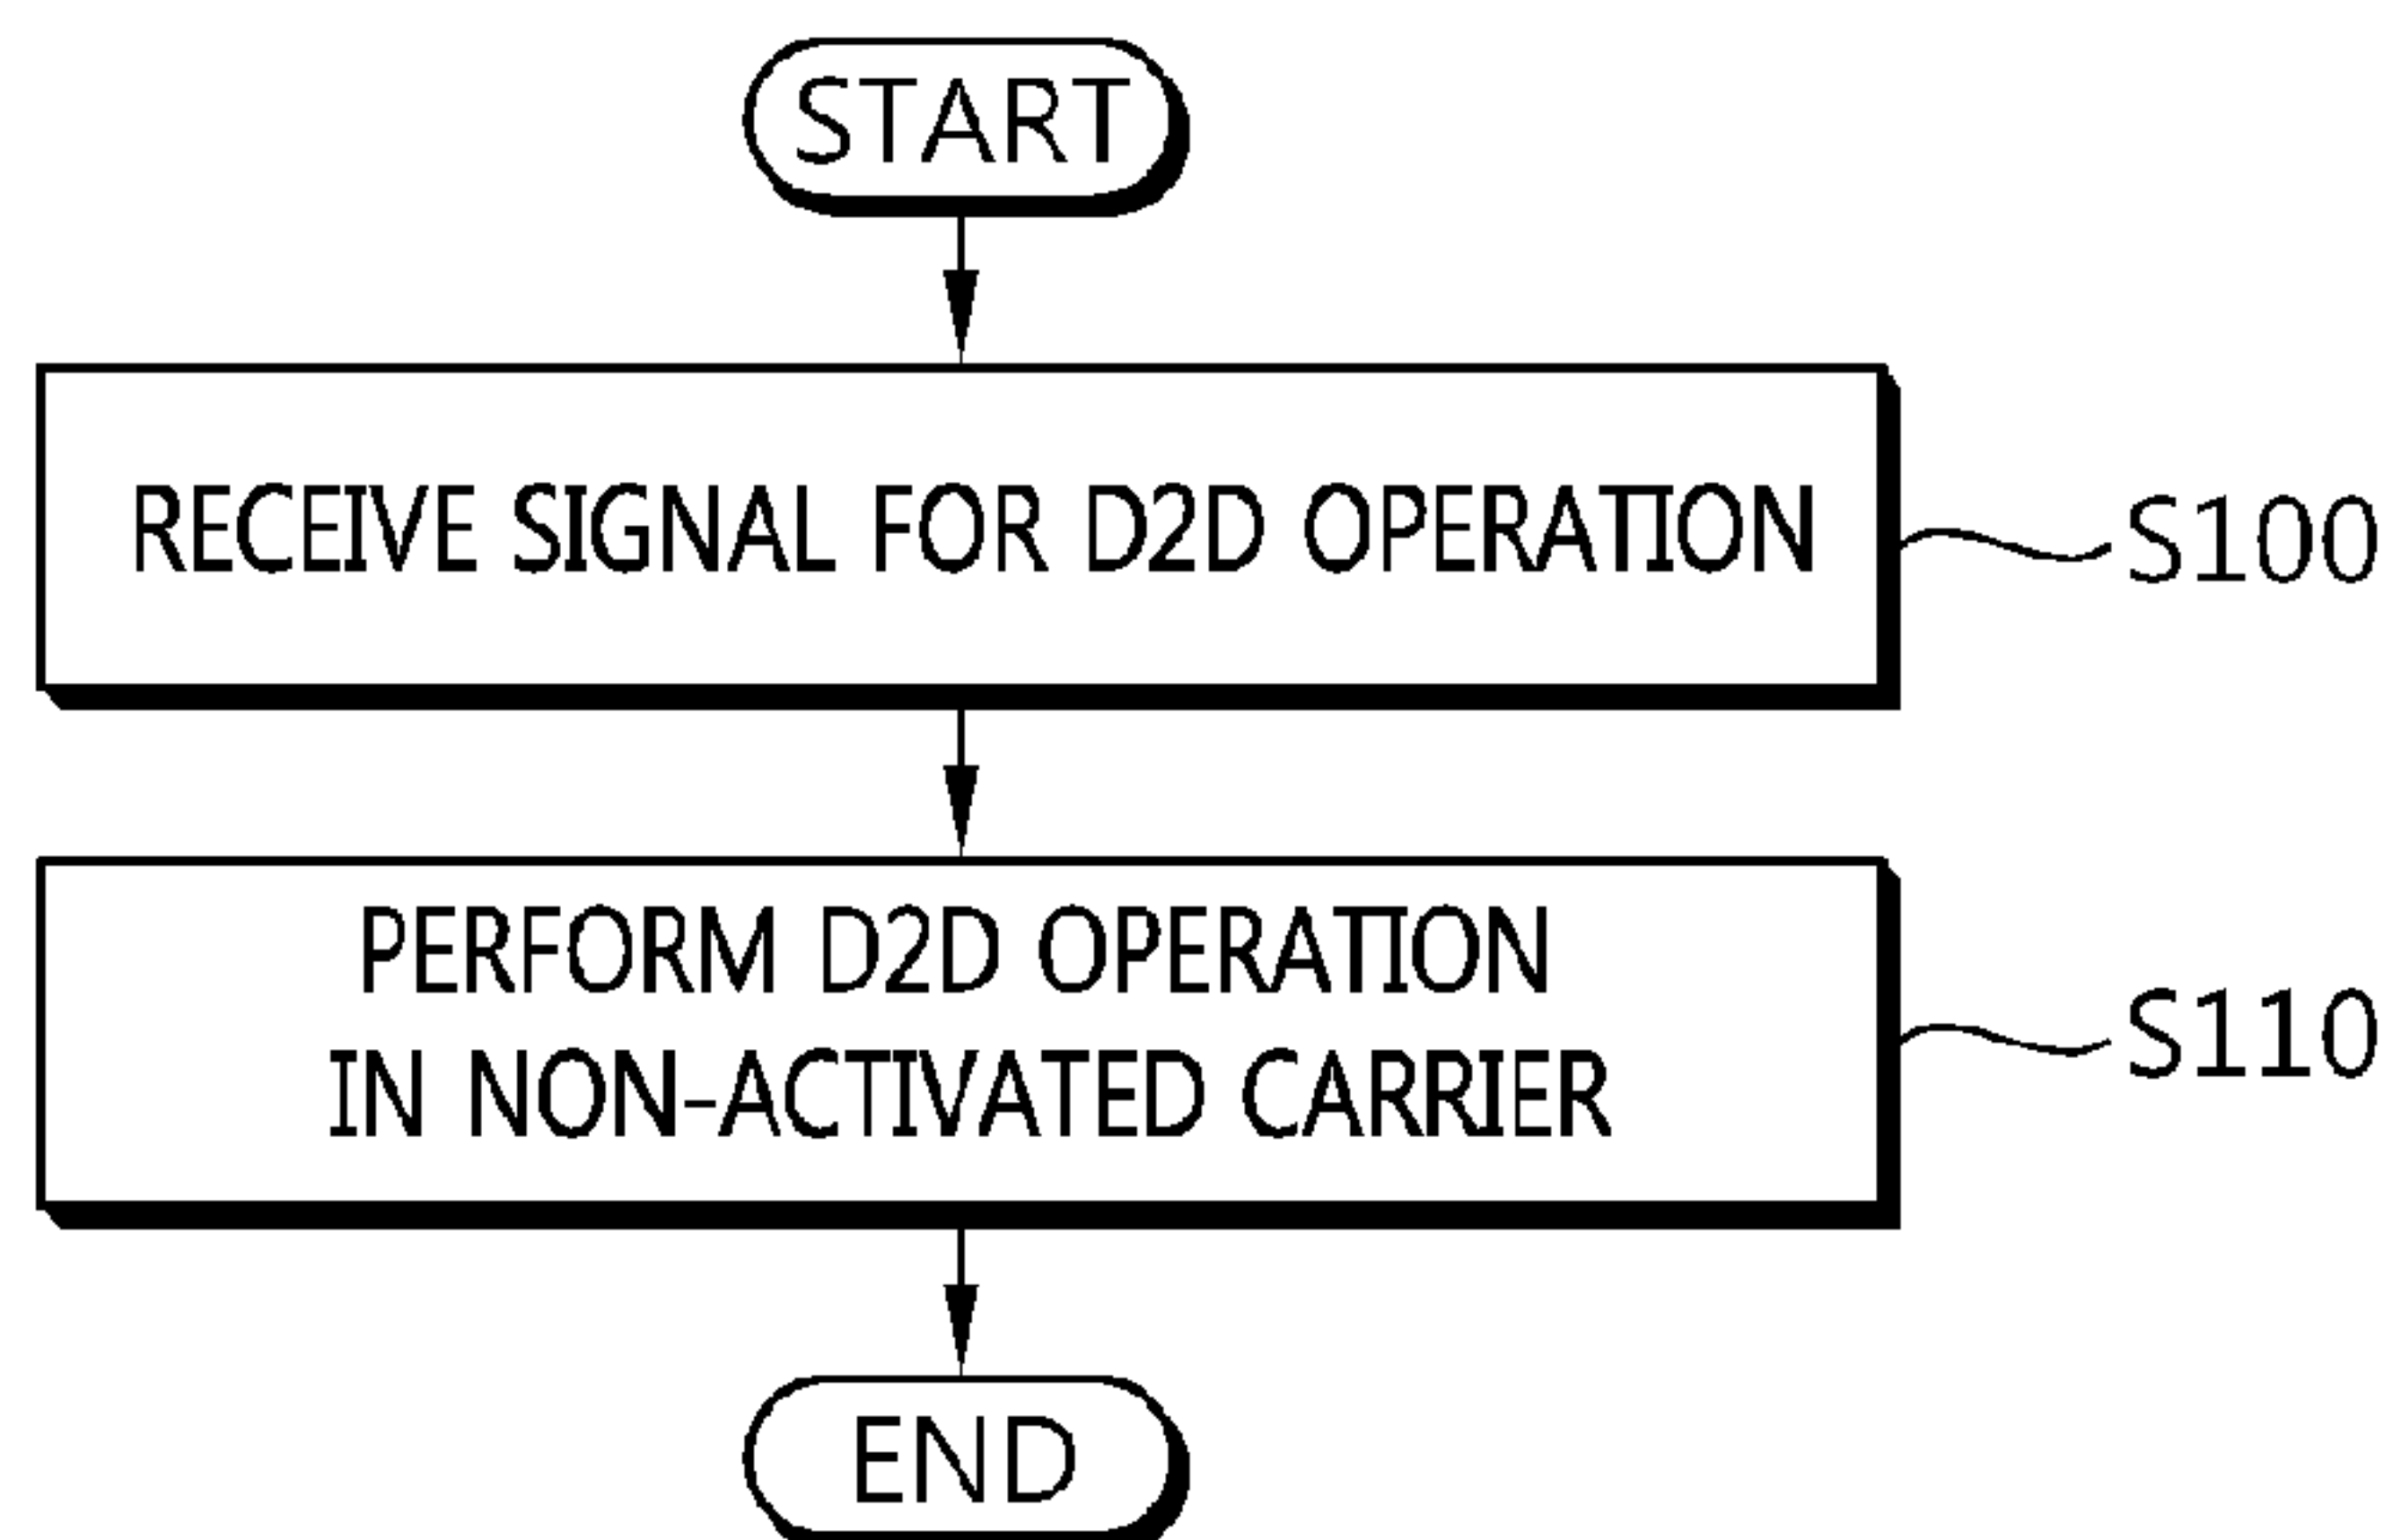 START
RECEIVE SIGNAL FOR D2D OPERATION
S100
PERFORM D2D OPERATION
IN NON-ACTIVATED CARRIER
S110
END